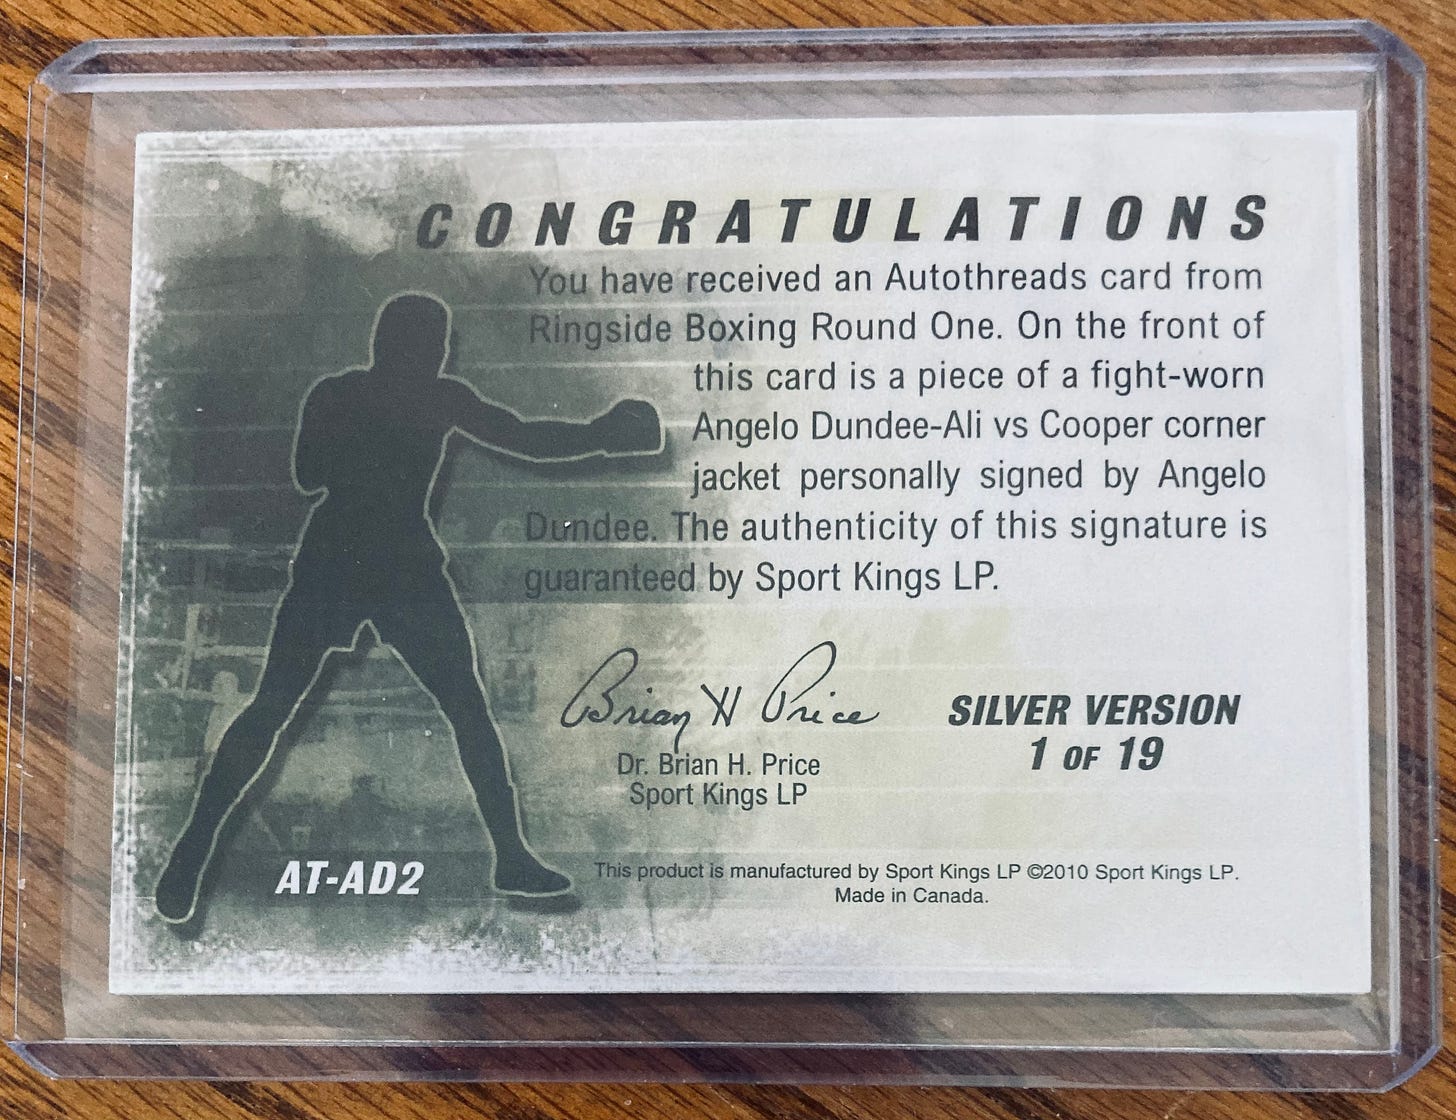 CONGRATULATIONS
You have received an Autothreads card from
Ringside Boxing Round One. On the front of
this card is a piece of a fight-worn
Angelo Dundee-Ali vs Cooper corner
jacket personally signed by Angelo
Dundee. The authenticity of this signature is
guaranteed by Sport Kings LP.
Brian H Price
Dr. Brian H. Price
Sport Kings LP
SILVER VERSION
1 OF 19
AT-AD2
This product is manufactured by Sport Kings LP ©2010 Sport Kings LP.
Made in Canada.